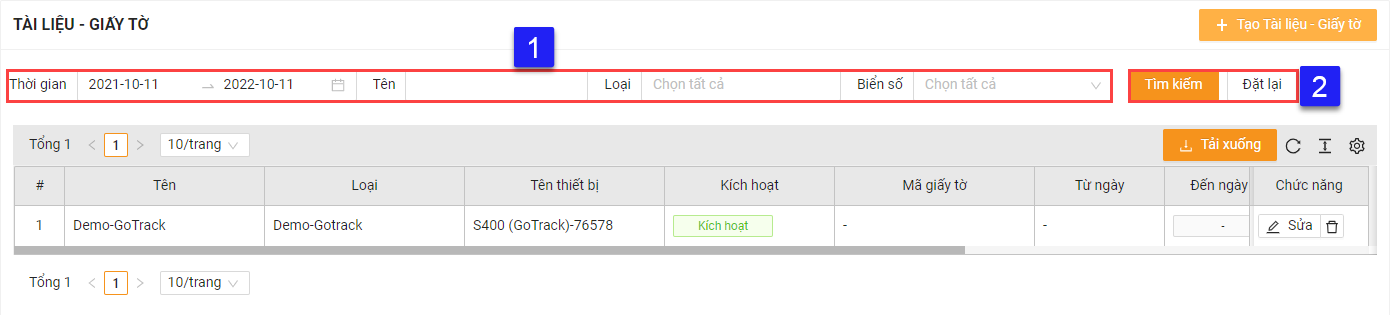 TÀI LIỆU - GIẤY TỜ
+ Tạo Tài liệu - Giấy tờ
1
Thời gian 2021-10-11 → 2022-10-11 Tên Loại Chọn tất cả Biển số Chọn tất cả Tìm kiếm Đặt lại 2
Tổng 1 < 1 > 10/trang Tải xuống
# Tên Loại Tên thiết bị Kích hoạt Mã giấy tờ Từ ngày Đến ngày Chức năng
1 Demo-GoTrack Demo-Gotrack S400 (GoTrack)-76578 Kích hoạt - - - Sửa
Tổng 1 < 1 > 10/trang